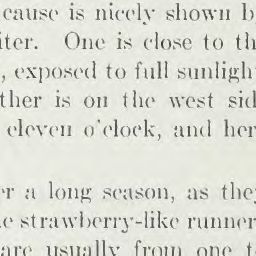 cause is nicely shown b
iter. One is close to th
, exposed to full sunligh
ther is on the west sid
eleven o'clock, and her
r a long season, as they
e strawberry-like runner
are usually from one t